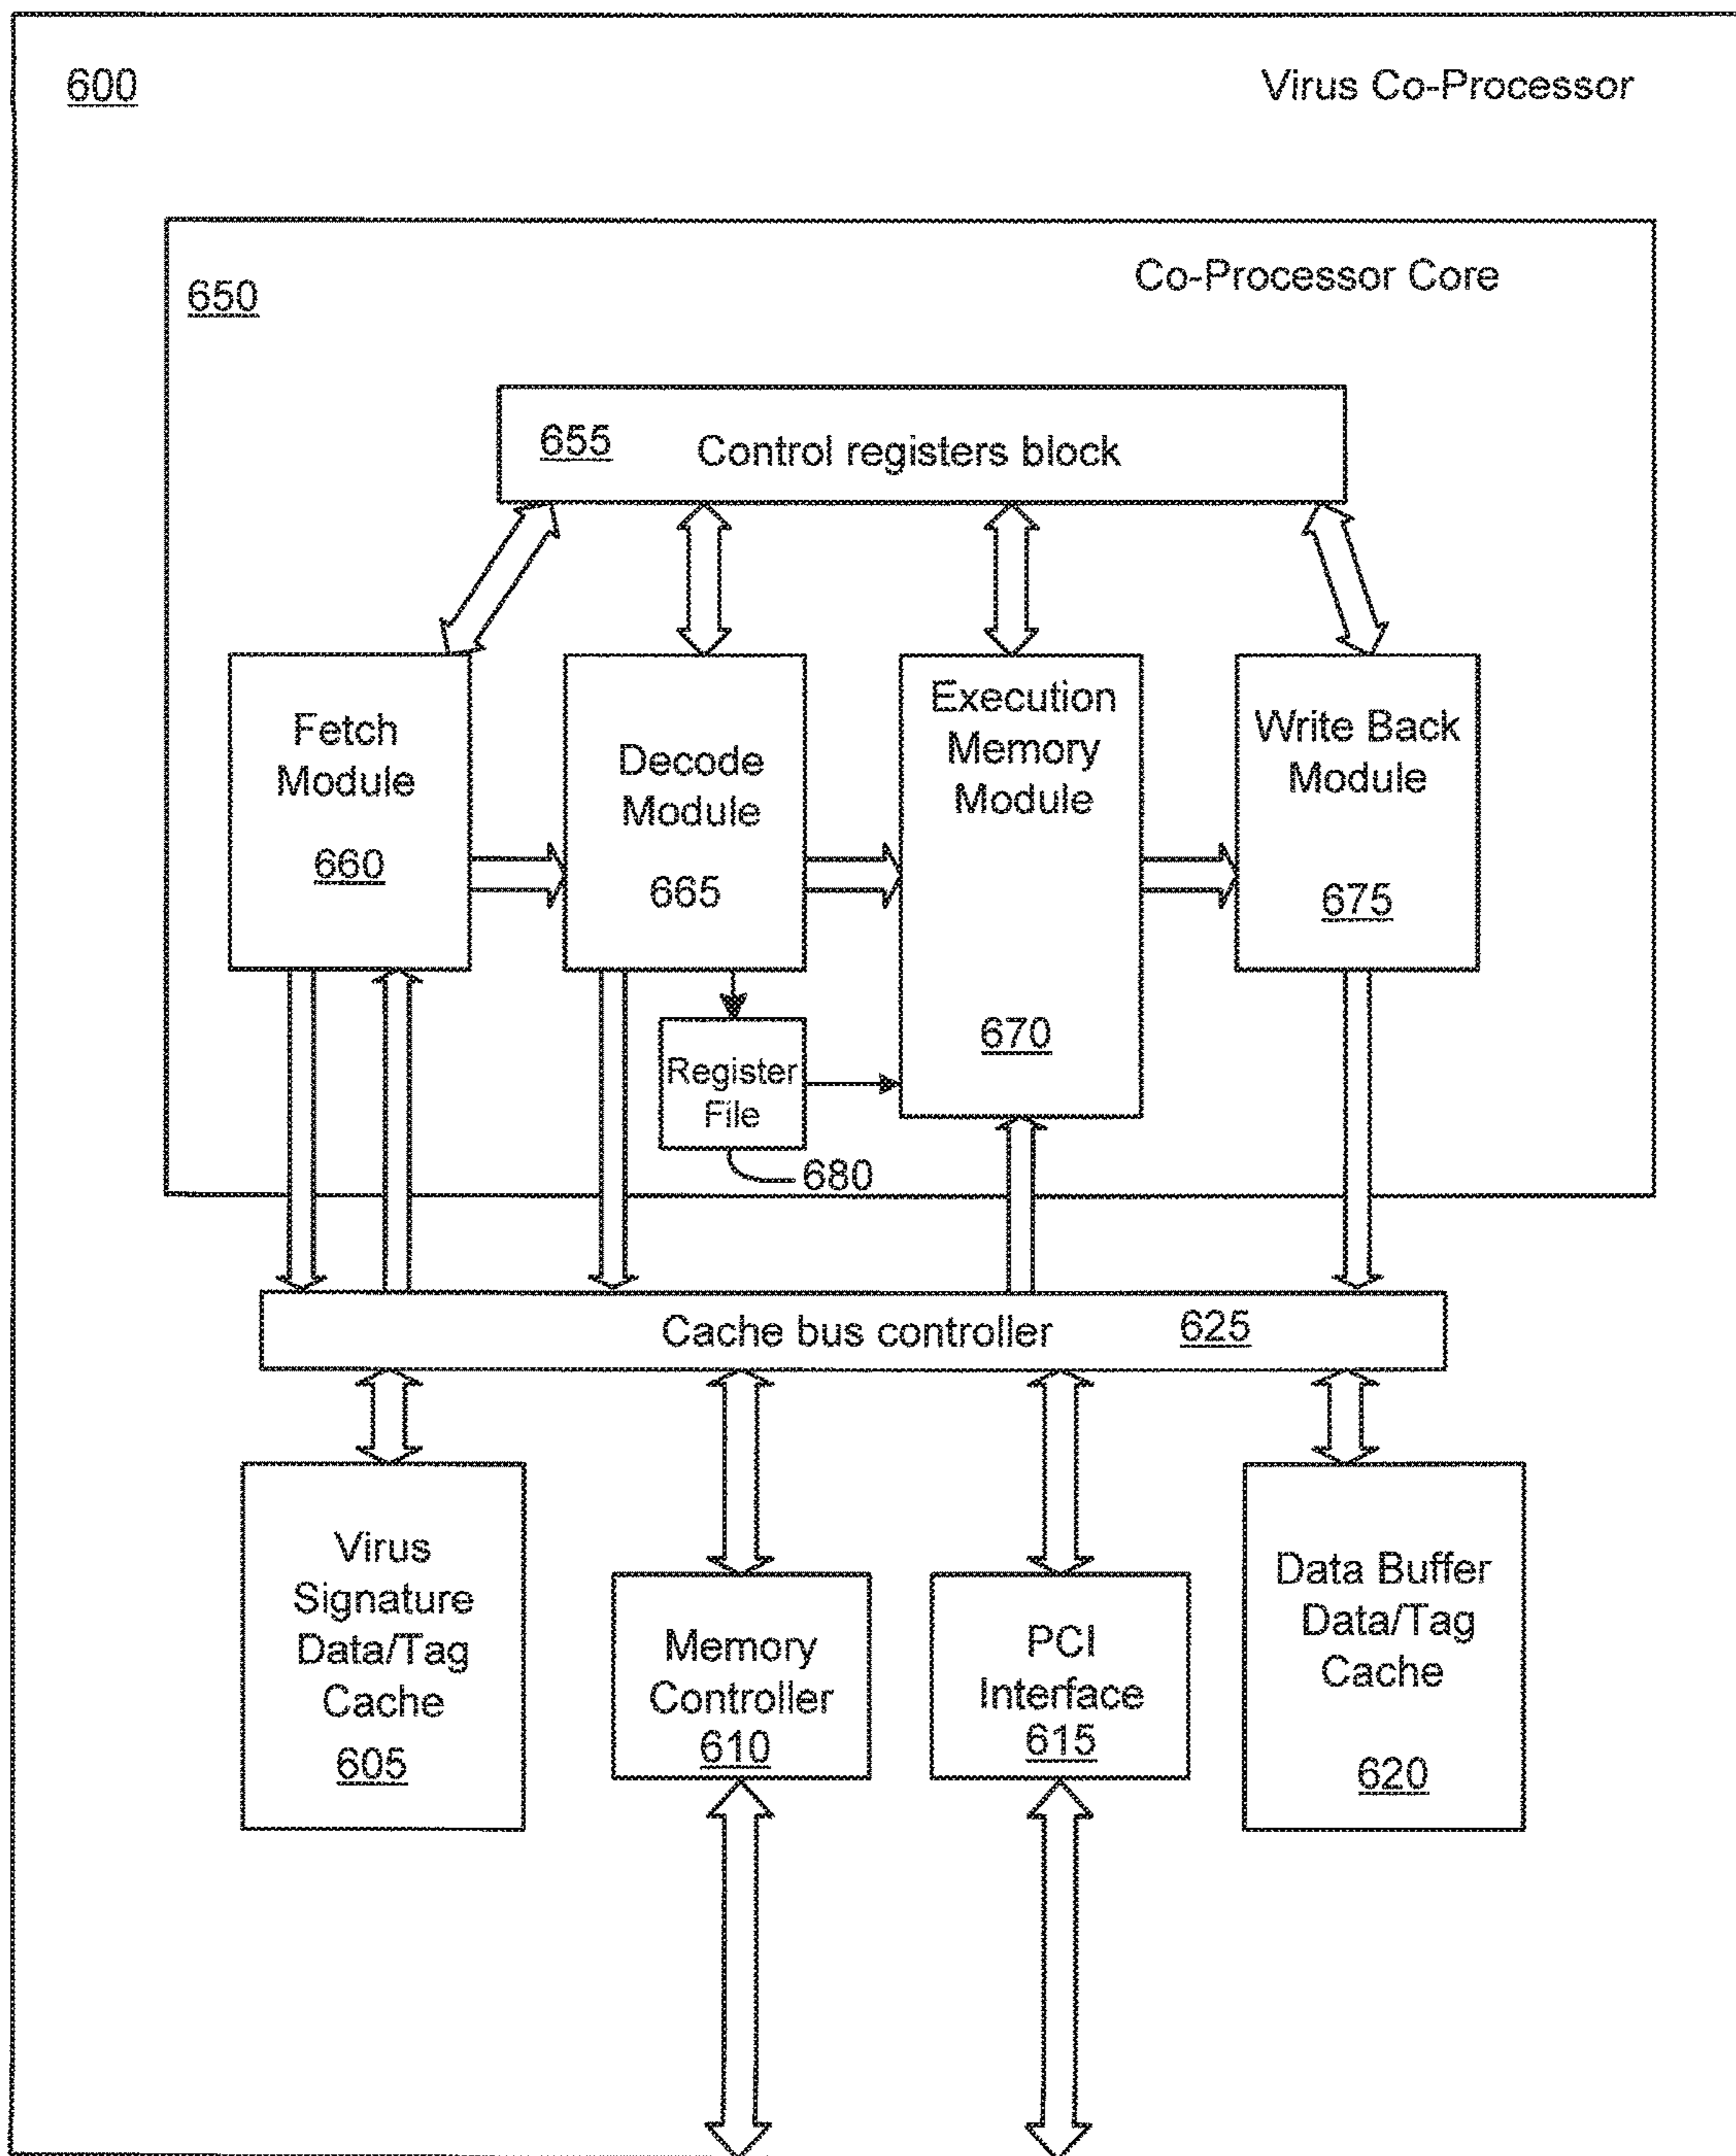 600
Virus Co-Processor
650
Co-Processor Core
655
Control registers block
Fetch
Module
660
Decode
Module
665
Execution
Memory
Module
670
Write Back
Module
675
Register
File
680
Cache bus controller
625
Virus
Signature
Data/Tag
Cache
605
Memory
Controller
610
PCI
Interface
615
Data Buffer
Data/Tag
Cache
620